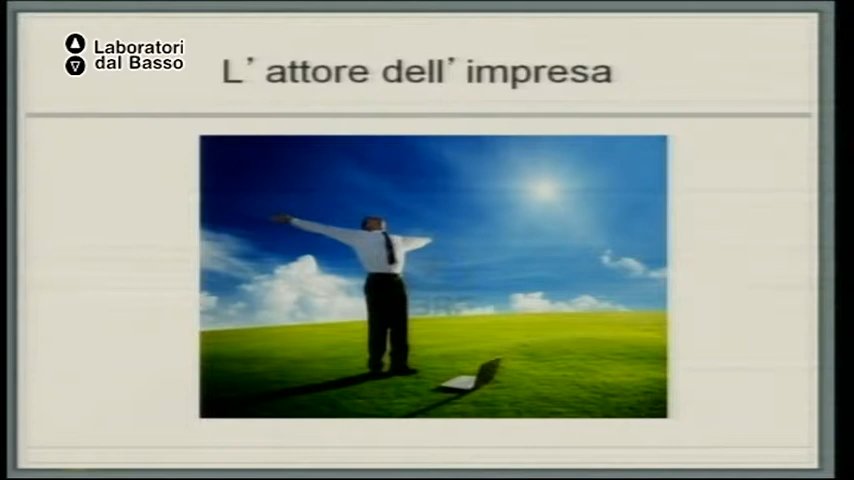 Laboratori
dal Basso
L' attore dell' impresa